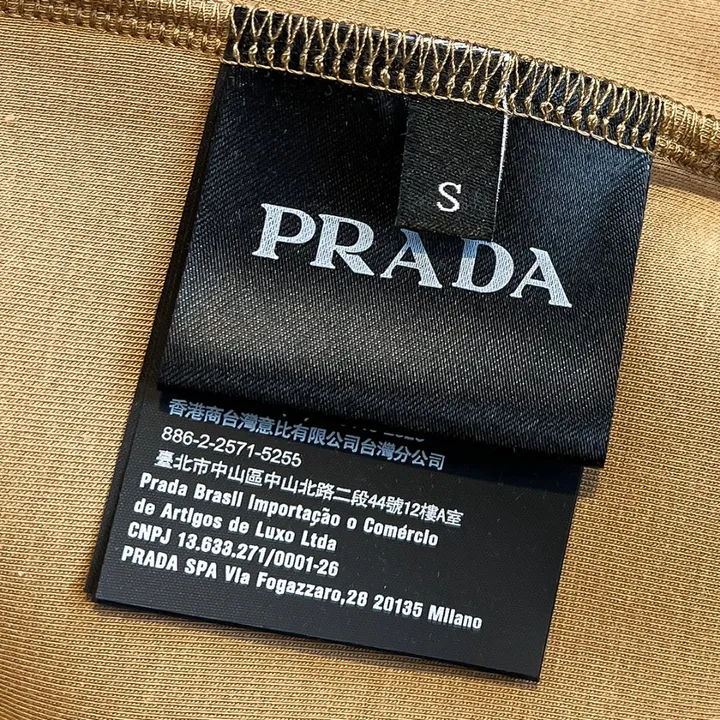 S
PRADA
香港商台灣意比有限公司台灣分公司
886-2-2571-5255
臺北市中山區中山北路二段44號12樓A室
Prada Brasil Importação o Comércio
de Artigos de Luxo Ltda
CNPJ 13.633.271/0001-26
PRADA SPA Via Fogazzaro,28 20135 Milano